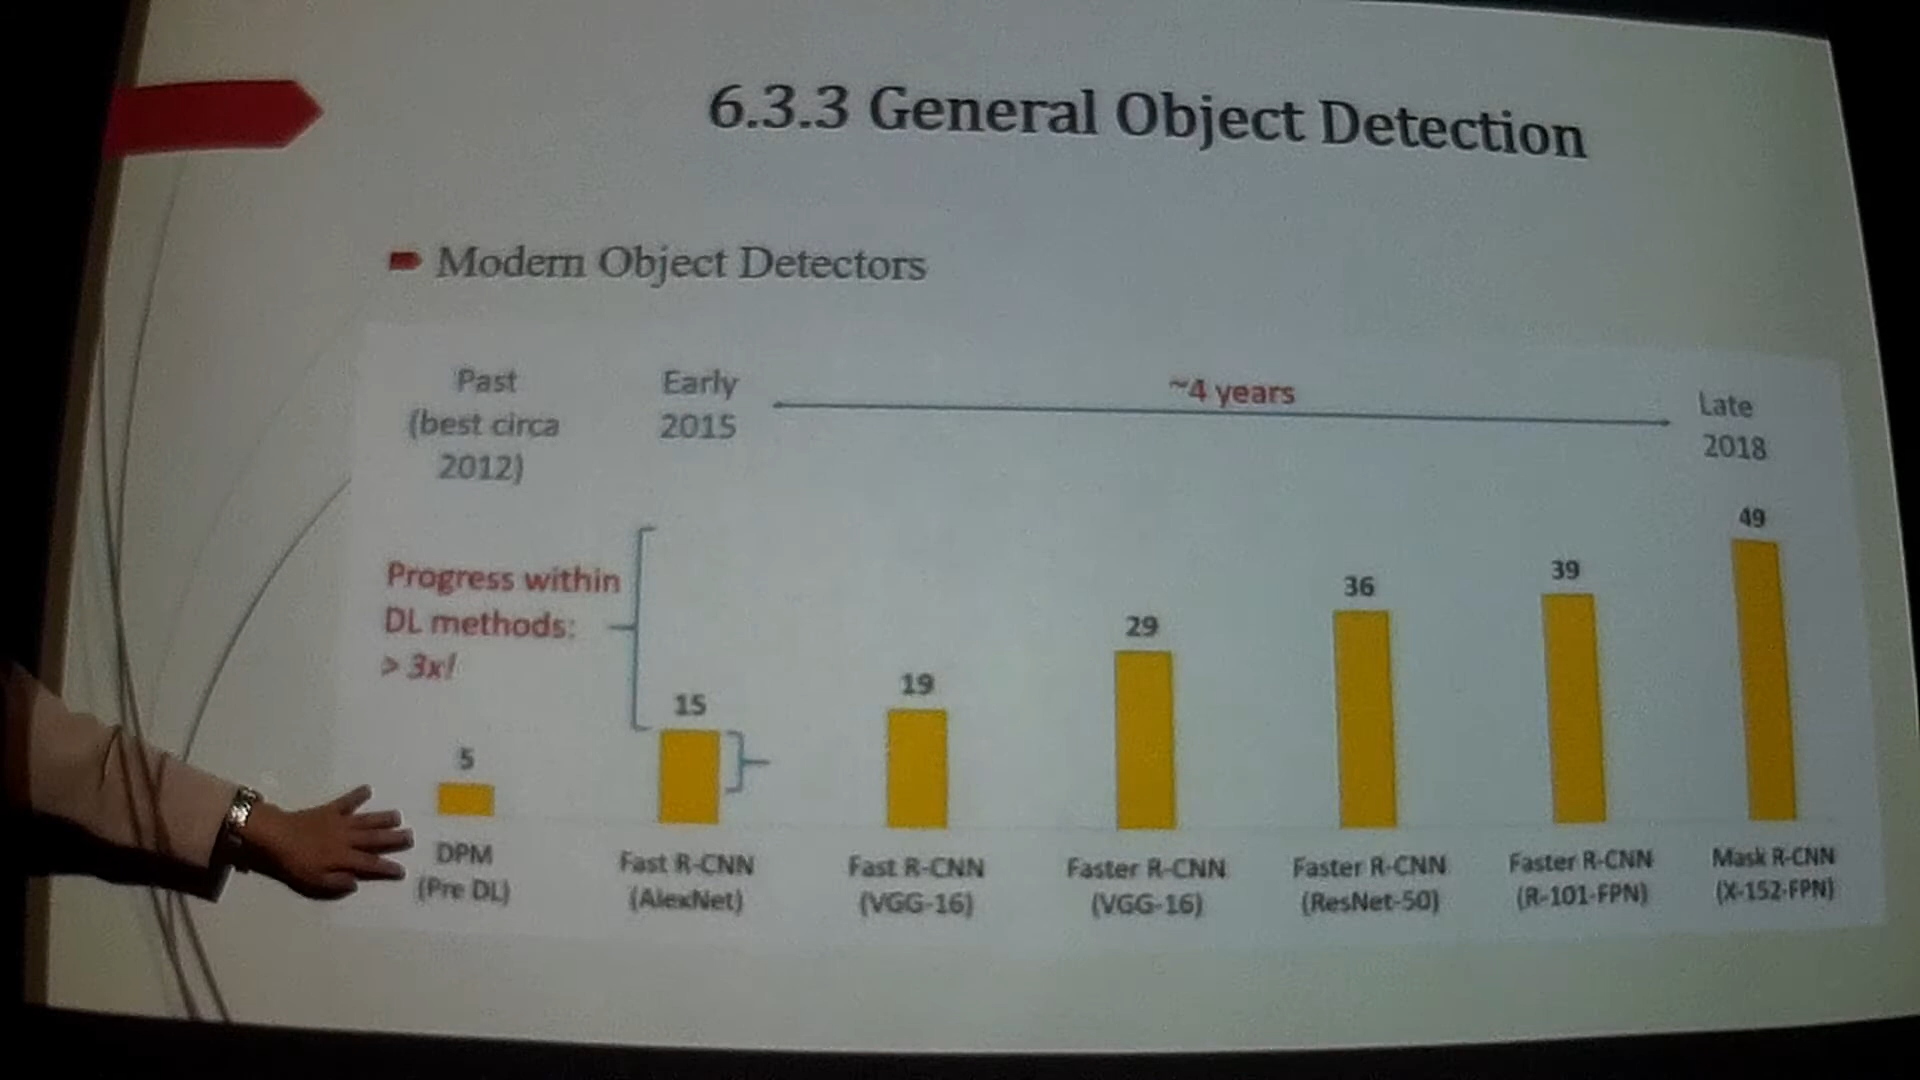 6.3.3 General Object Detection
Modern Object Detectors
Past
(best circa
2012)
Early
2015
~4 years
Late
2018
Progress within
DL methods:
> 3x!
5
15
19
29
36
39
49
DPM
(Pre DL)
Fast R-CNN
(AlexNet)
Fast R-CNN
(VGG-16)
Faster R-CNN
(VGG-16)
Faster R-CNN
(ResNet-50)
Faster R-CNN
(R-101-FPN)
Mask R-CNN
(X-152-FPN)